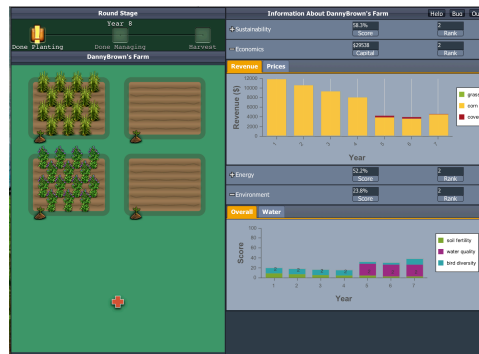 Round Stage
Year 8
Done Planting
Done Managing
Harvest
DannyBrown's Farm
Information About DannyBrown's Farm
Help
Bud
Ou
Sustainability
58.3%
Score
2
Rank
Economics
$29538
Capital
2
Rank
Revenue
Prices
Revenue ($)
12000
10000
8000
6000
4000
2000
0
1
2
3
4
5
6
7
Year
grass
corn
cove
Energy
52.2%
Score
2
Rank
Environment
23.8%
Score
2
Rank
Overall
Water
Score
100
80
60
40
20
0
1
2
3
4
5
6
7
Year
soil fertility
water quality
bird diversity